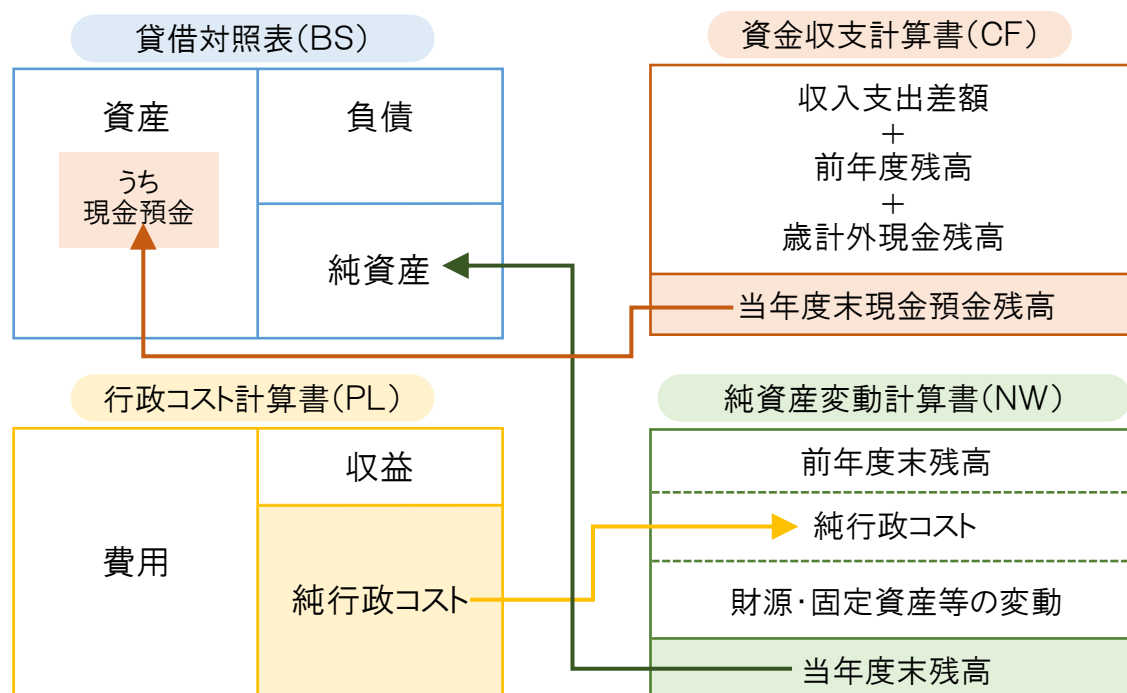 貸借対照表(BS)
資産
うち
現金預金
負債
純資産
資金収支計算書(CF)
収入支出差額
+
前年度残高
+
歳計外現金残高
当年度末現金預金残高
行政コスト計算書(PL)
費用
収益
純行政コスト
純資産変動計算書(NW)
前年度末残高
純行政コスト
財源・固定資産等の変動
当年度末残高